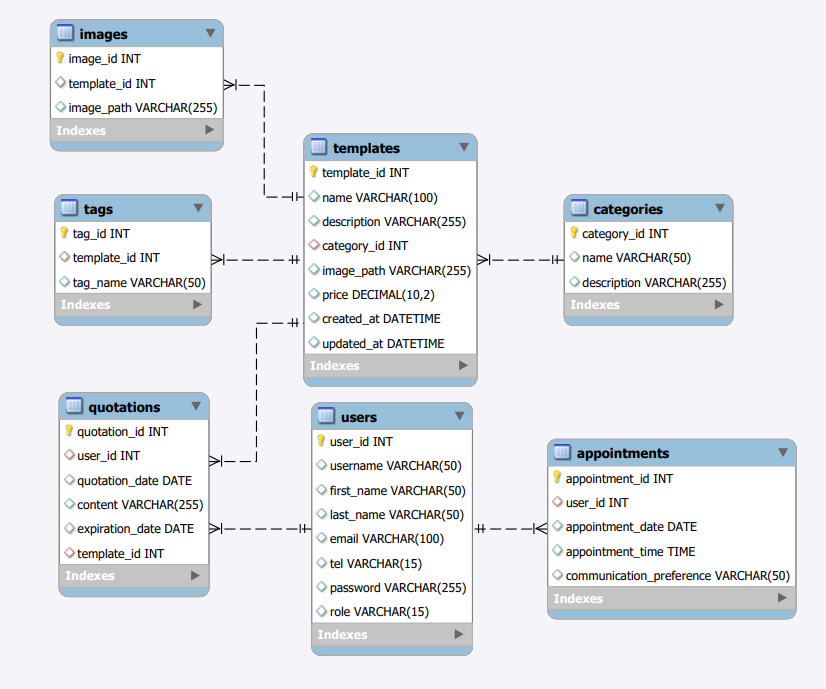 images
image_id INT
template_id INT
image_path VARCHAR(255)
Indexes
templates
template_id INT
name VARCHAR(100)
description VARCHAR(255)
category_id INT
image_path VARCHAR(255)
price DECIMAL(10,2)
created_at DATETIME
updated_at DATETIME
Indexes
tags
tag_id INT
template_id INT
tag_name VARCHAR(50)
Indexes
categories
category_id INT
name VARCHAR(50)
description VARCHAR(255)
Indexes
quotations
quotation_id INT
user_id INT
quotation_date DATE
content VARCHAR(255)
expiration_date DATE
template_id INT
Indexes
users
user_id INT
username VARCHAR(50)
first_name VARCHAR(50)
last_name VARCHAR(50)
email VARCHAR(100)
tel VARCHAR(15)
password VARCHAR(255)
role VARCHAR(15)
Indexes
appointments
appointment_id INT
user_id INT
appointment_date DATE
appointment_time TIME
communication_preference VARCHAR(50)
Indexes